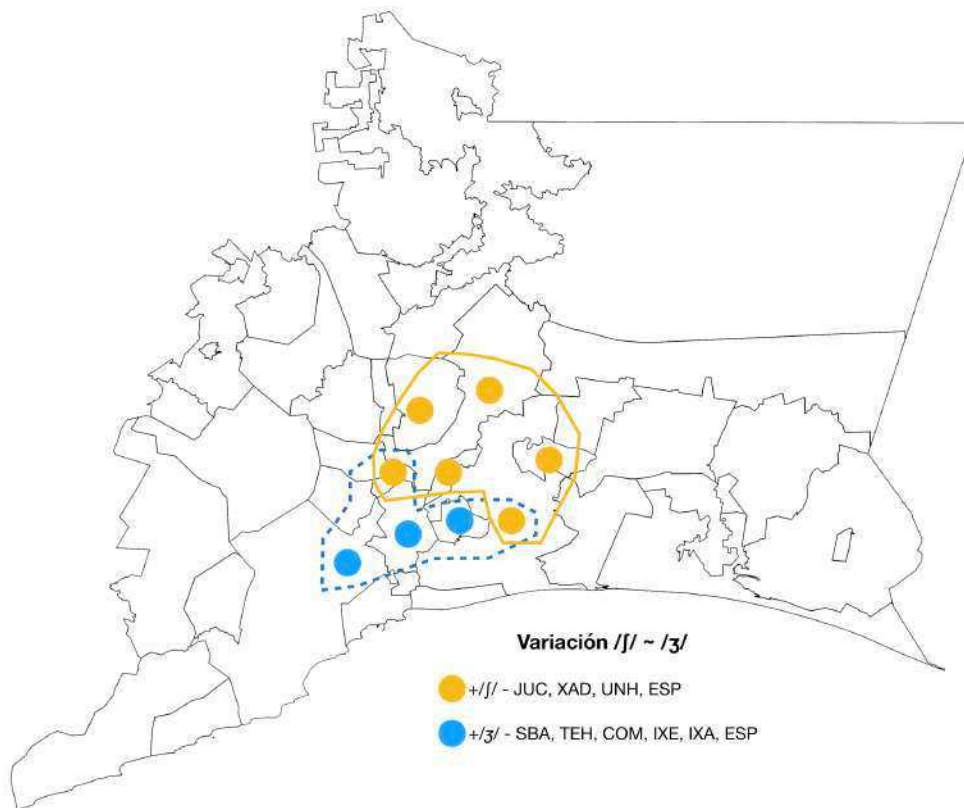 Variación /ʃ/ ~ /ʒ/
+/ʃ/ - JUC, XAD, UNH, ESP
+/ʒ/ - SBA, TEH, COM, IXE, IXA, ESP